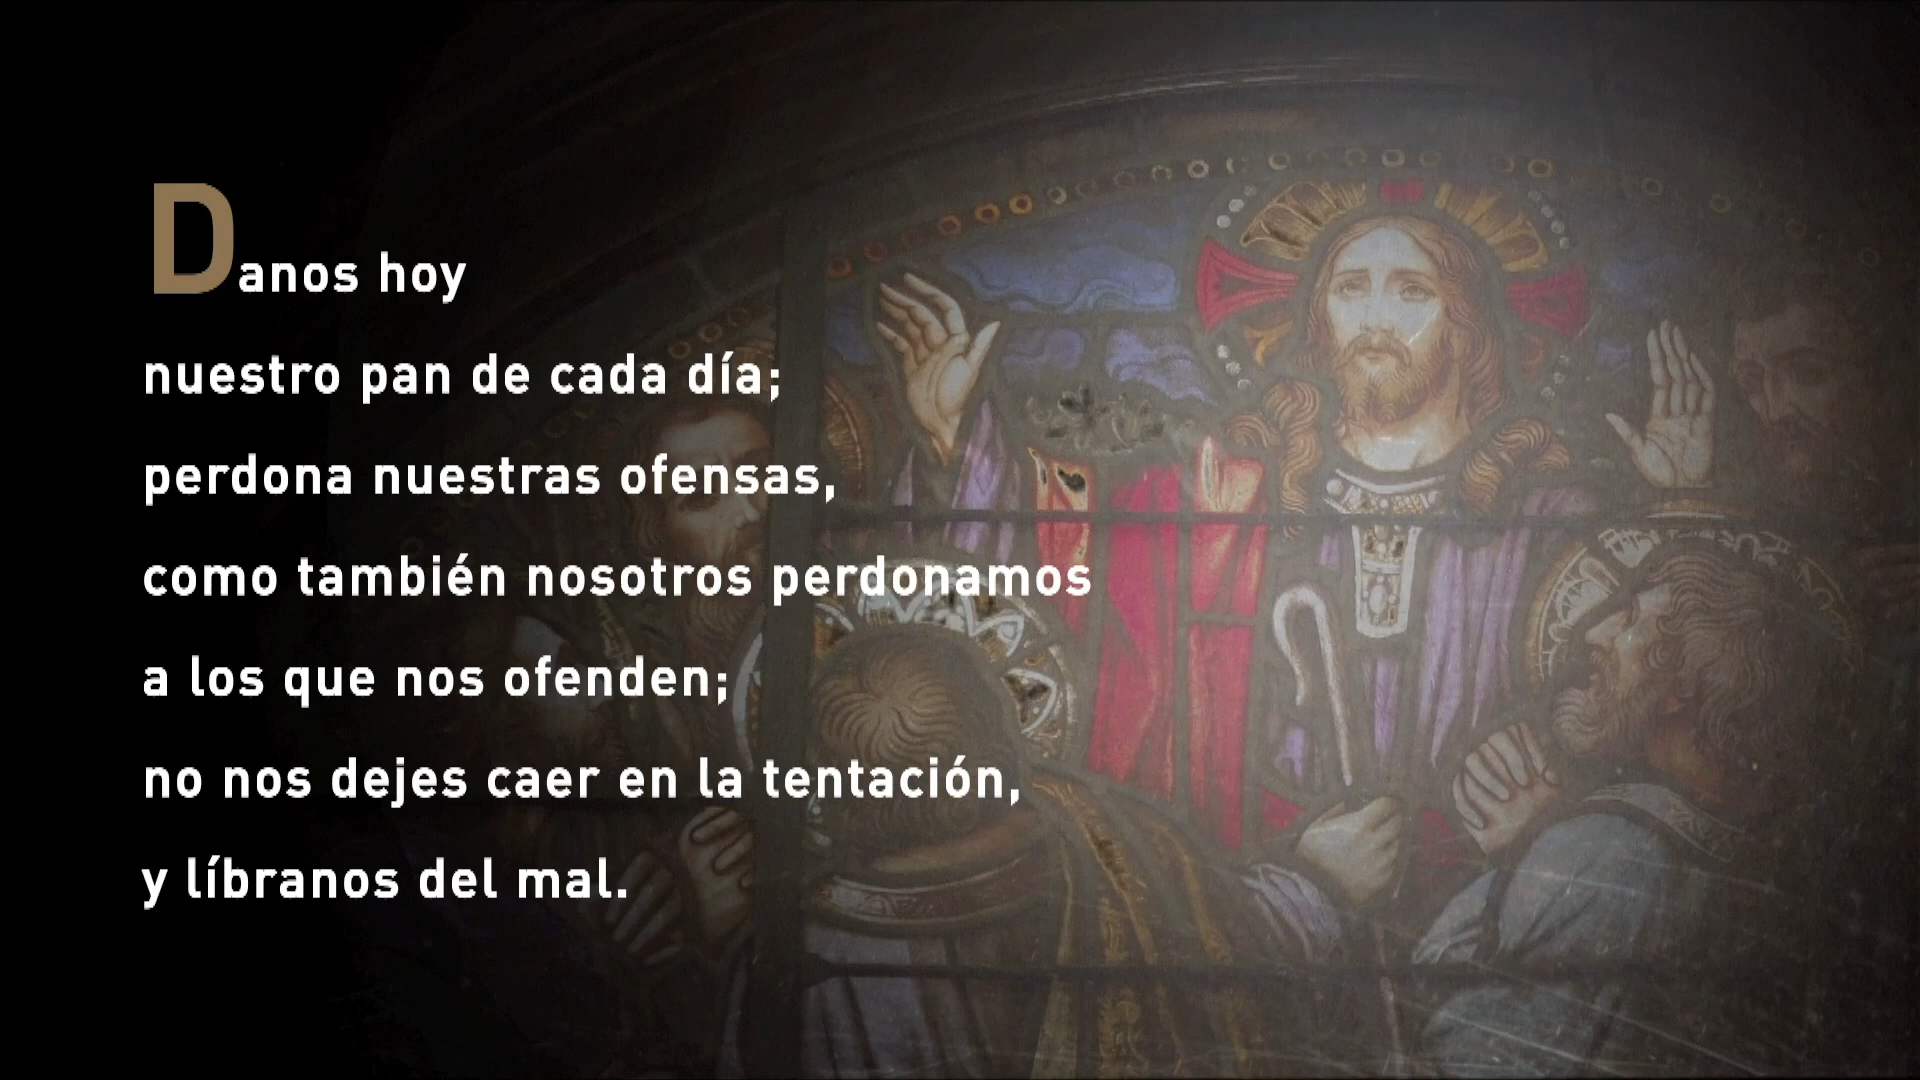 Danos hoy
nuestro pan de cada día;
perdona nuestras ofensas,
como también nosotros perdonamos
a los que nos ofenden;
no nos dejes caer en la tentación,
y líbranos del mal.